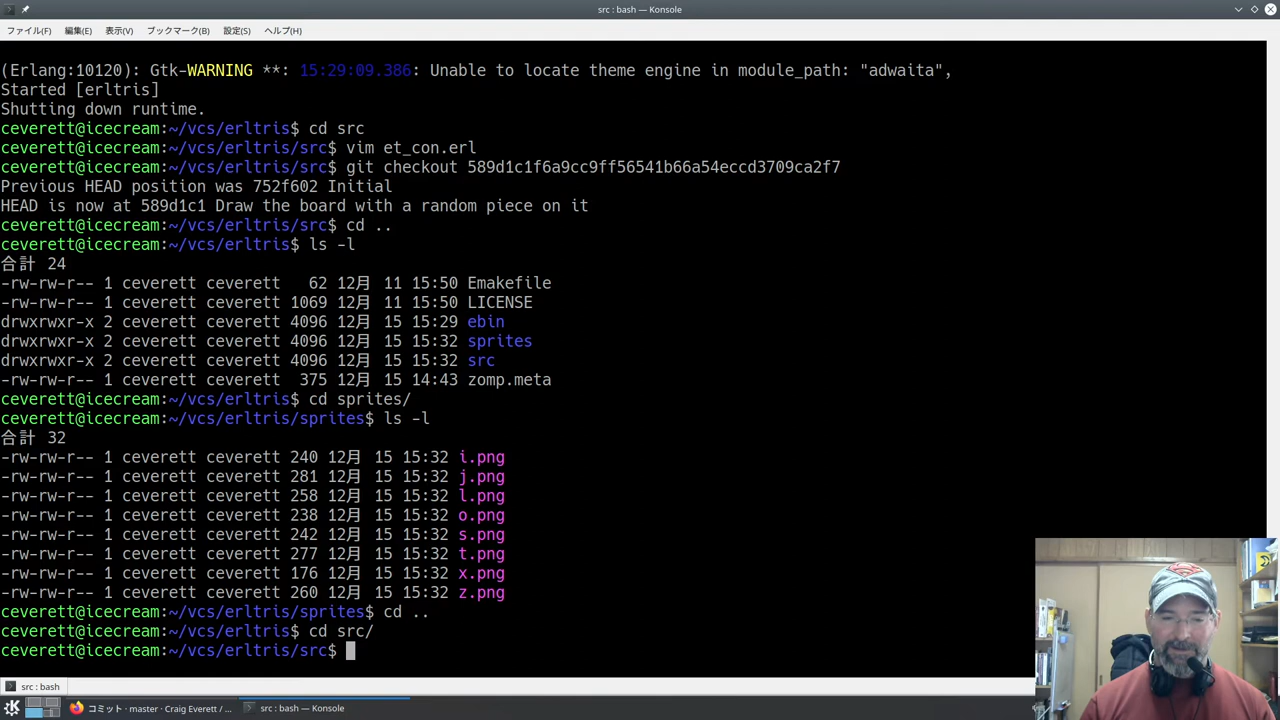 src : bash — Konsole
ファイル(F) 編集(E) 表示(V) ブックマーク(B) 設定(S) ヘルプ(H)
(Erlang:10120): Gtk-WARNING **: 15:29:09.386: Unable to locate theme engine in module_path: "adwaita",
Started [erltris]
Shutting down runtime.
ceverett@icecream:~/vcs/erltris$ cd src
ceverett@icecream:~/vcs/erltris/src$ vim et_con.erl
ceverett@icecream:~/vcs/erltris/src$ git checkout 589d1c1f6a9cc9ff56541b66a54eccd3709ca2f7
Previous HEAD position was 752f602 Initial
HEAD is now at 589d1c1 Draw the board with a random piece on it
ceverett@icecream:~/vcs/erltris/src$ cd ..
ceverett@icecream:~/vcs/erltris$ ls -l
合計 24
-rw-rw-r-- 1 ceverett ceverett   62 12月 11 15:50 Emakefile
-rw-rw-r-- 1 ceverett ceverett 1069 12月 11 15:50 LICENSE
drwxrwxr-x 2 ceverett ceverett 4096 12月 15 15:29 ebin
drwxrwxr-x 2 ceverett ceverett 4096 12月 15 15:32 sprites
drwxrwxr-x 2 ceverett ceverett 4096 12月 15 15:32 src
-rw-rw-r-- 1 ceverett ceverett  375 12月 15 14:43 zomp.meta
ceverett@icecream:~/vcs/erltris$ cd sprites/
ceverett@icecream:~/vcs/erltris/sprites$ ls -l
合計 32
-rw-rw-r-- 1 ceverett ceverett 240 12月 15 15:32 i.png
-rw-rw-r-- 1 ceverett ceverett 281 12月 15 15:32 j.png
-rw-rw-r-- 1 ceverett ceverett 258 12月 15 15:32 l.png
-rw-rw-r-- 1 ceverett ceverett 238 12月 15 15:32 o.png
-rw-rw-r-- 1 ceverett ceverett 242 12月 15 15:32 s.png
-rw-rw-r-- 1 ceverett ceverett 277 12月 15 15:32 t.png
-rw-rw-r-- 1 ceverett ceverett 176 12月 15 15:32 x.png
-rw-rw-r-- 1 ceverett ceverett 260 12月 15 15:32 z.png
ceverett@icecream:~/vcs/erltris/sprites$ cd ..
ceverett@icecream:~/vcs/erltris$ cd src/
ceverett@icecream:~/vcs/erltris/src$
src : bash
コミット · master · Craig Everett / ... src : bash — Konsole